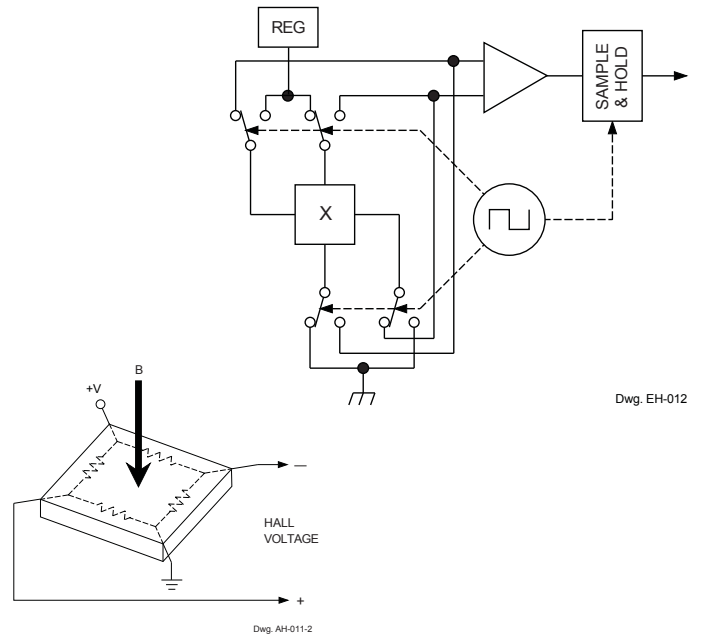 REG
SAMPLE
& HOLD
X
Dwg. EH-012
B
+V
—
HALL
VOLTAGE
+
Dwg. AH-011-2